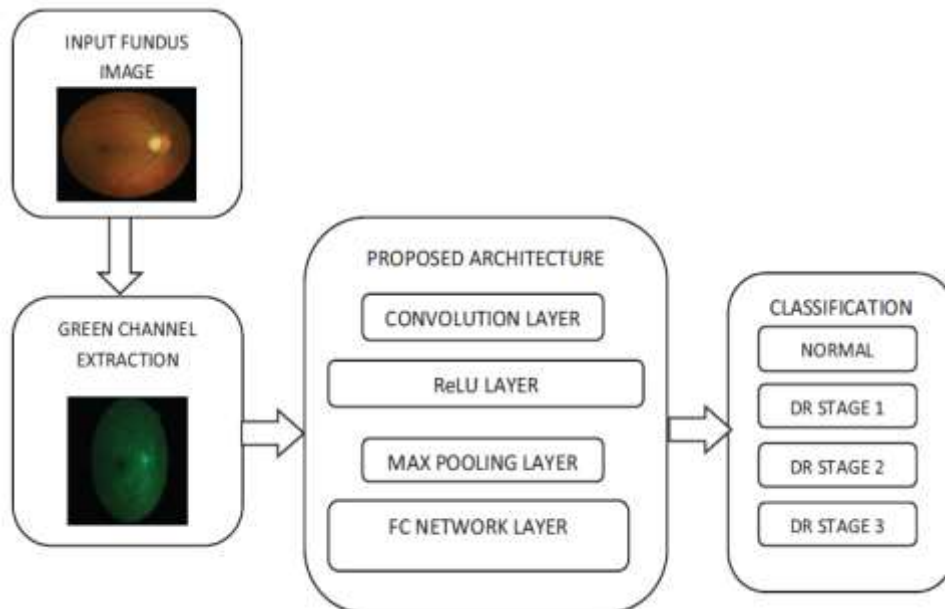 INPUT FUNDUS
IMAGE
GREEN CHANNEL
EXTRACTION
PROPOSED ARCHITECTURE
CONVOLUTION LAYER
ReLU LAYER
MAX POOLING LAYER
FC NETWORK LAYER
CLASSIFICATION
NORMAL
DR STAGE 1
DR STAGE 2
DR STAGE 3